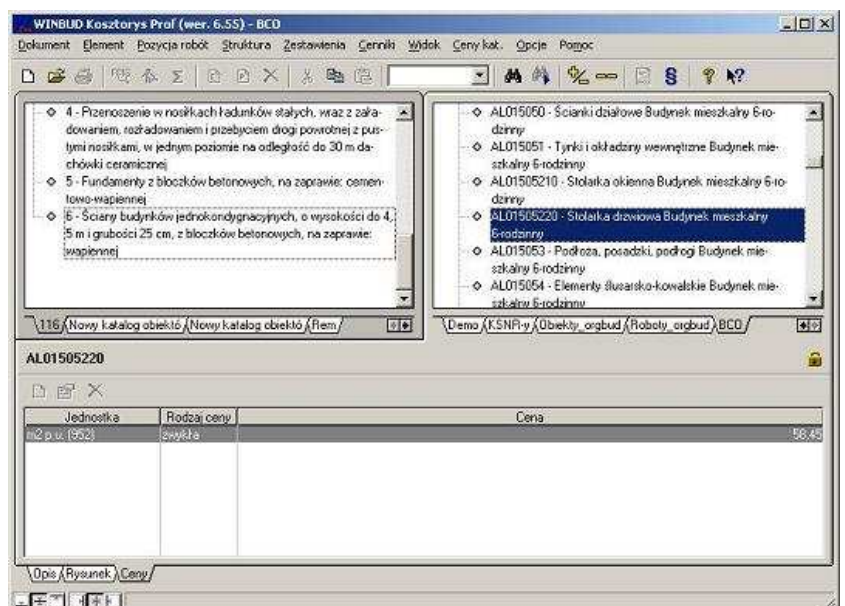 WINBUD Kosztorys Prof (wer. 6.55) - BCO
Dokument Element Pozycja robót Struktura Zestawienia Cenniki Widok Ceny kat. Opcje Pomoc
4 - Przenoszenie w nosiłkach ładunków stałych, wraz z zała-
dowaniem, rozładowaniem i przebyciem drogi powrotnej z pus-
tymi nosiłkami, w jednym poziomie na odległość do 30 m da-
chówki ceramicznej
5 - Fundamenty z bloczków betonowych, na zaprawie: cemen-
towo-wapiennej
6 - Ściany budynków jednokondygnacyjnych, o wysokości do 4,
5 m i grubości 25 cm, z bloczków betonowych, na zaprawie:
wapiennej
116 Nowy katalog obiektó Nowy katalog obiektó Rem
AL015050 - Ścianki działowe Budynek mieszkalny 6-ro-
dzinny
AL015051 - Tynki i okładziny wewnętrzne Budynek mie-
szkalny 6-rodzinny
AL01505210 - Stolarka okienna Budynek mieszkalny 6-ro-
dzinny
AL01505220 - Stolarka drzwiowa Budynek mieszkalny
6-rodzinny
AL015053 - Podłoża, posadzki, podłogi Budynek mie-
szkalny 6-rodzinny
AL015054 - Elementy ślusarsko-kowalskie Budynek mie-
szkalny 6-rodzinny
Demo KSNR-y Obiekty_orgbud Roboty_orgbud BCO
AL01505220
Jednostka Rodzaj ceny Cena
m2 p.u. (952) zwykła 58.45
Opis Rysunek Ceny